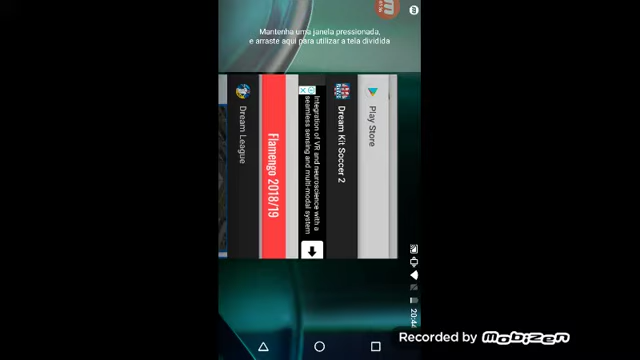 Mantenha uma janela pressionada,
e arraste aqui para utilizar a tela dividida
Play Store
Dream Kit Soccer 2
Integration of VR and neuroscience with a
seamless sensing and multi-modal system
Flamengo 2018/19
Dream League
20:44
Recorded by MOBIZEN